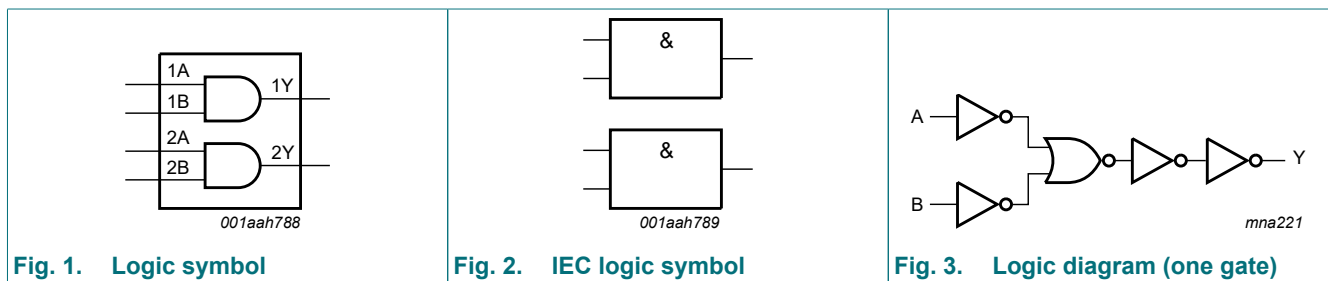 1A
1B
1Y
2A
2B
2Y
001aah788
Fig. 1. Logic symbol
&
&
001aah789
Fig. 2. IEC logic symbol
A
B
Y
mna221
Fig. 3. Logic diagram (one gate)